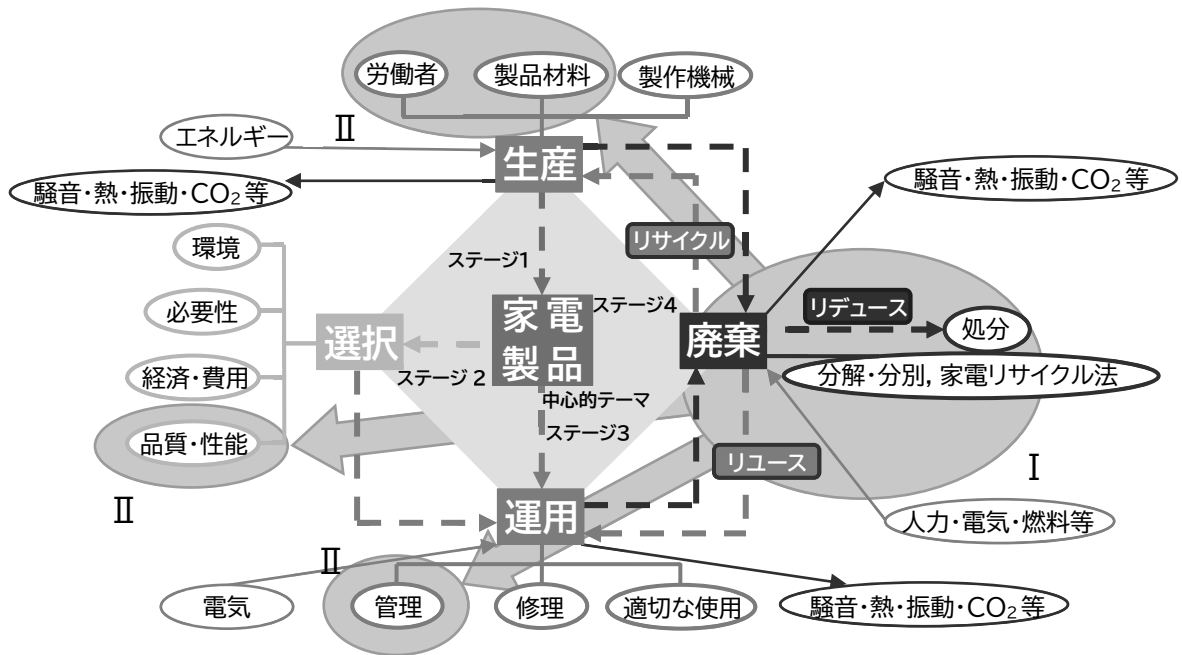 労働者
製品材料
製作機械
エネルギー
Ⅱ
生産
騒音・熱・振動・CO₂等
騒音・熱・振動・CO₂等
環境
リサイクル
ステージ1
必要性
家電
製品
ステージ4
リデュース
選択
廃棄
処分
経済・費用
ステージ 2
分解・分別, 家電リサイクル法
中心的テーマ
品質・性能
ステージ3
リユース
Ⅰ
Ⅱ
運用
人力・電気・燃料等
Ⅱ
電気
管理
修理
適切な使用
騒音・熱・振動・CO₂等